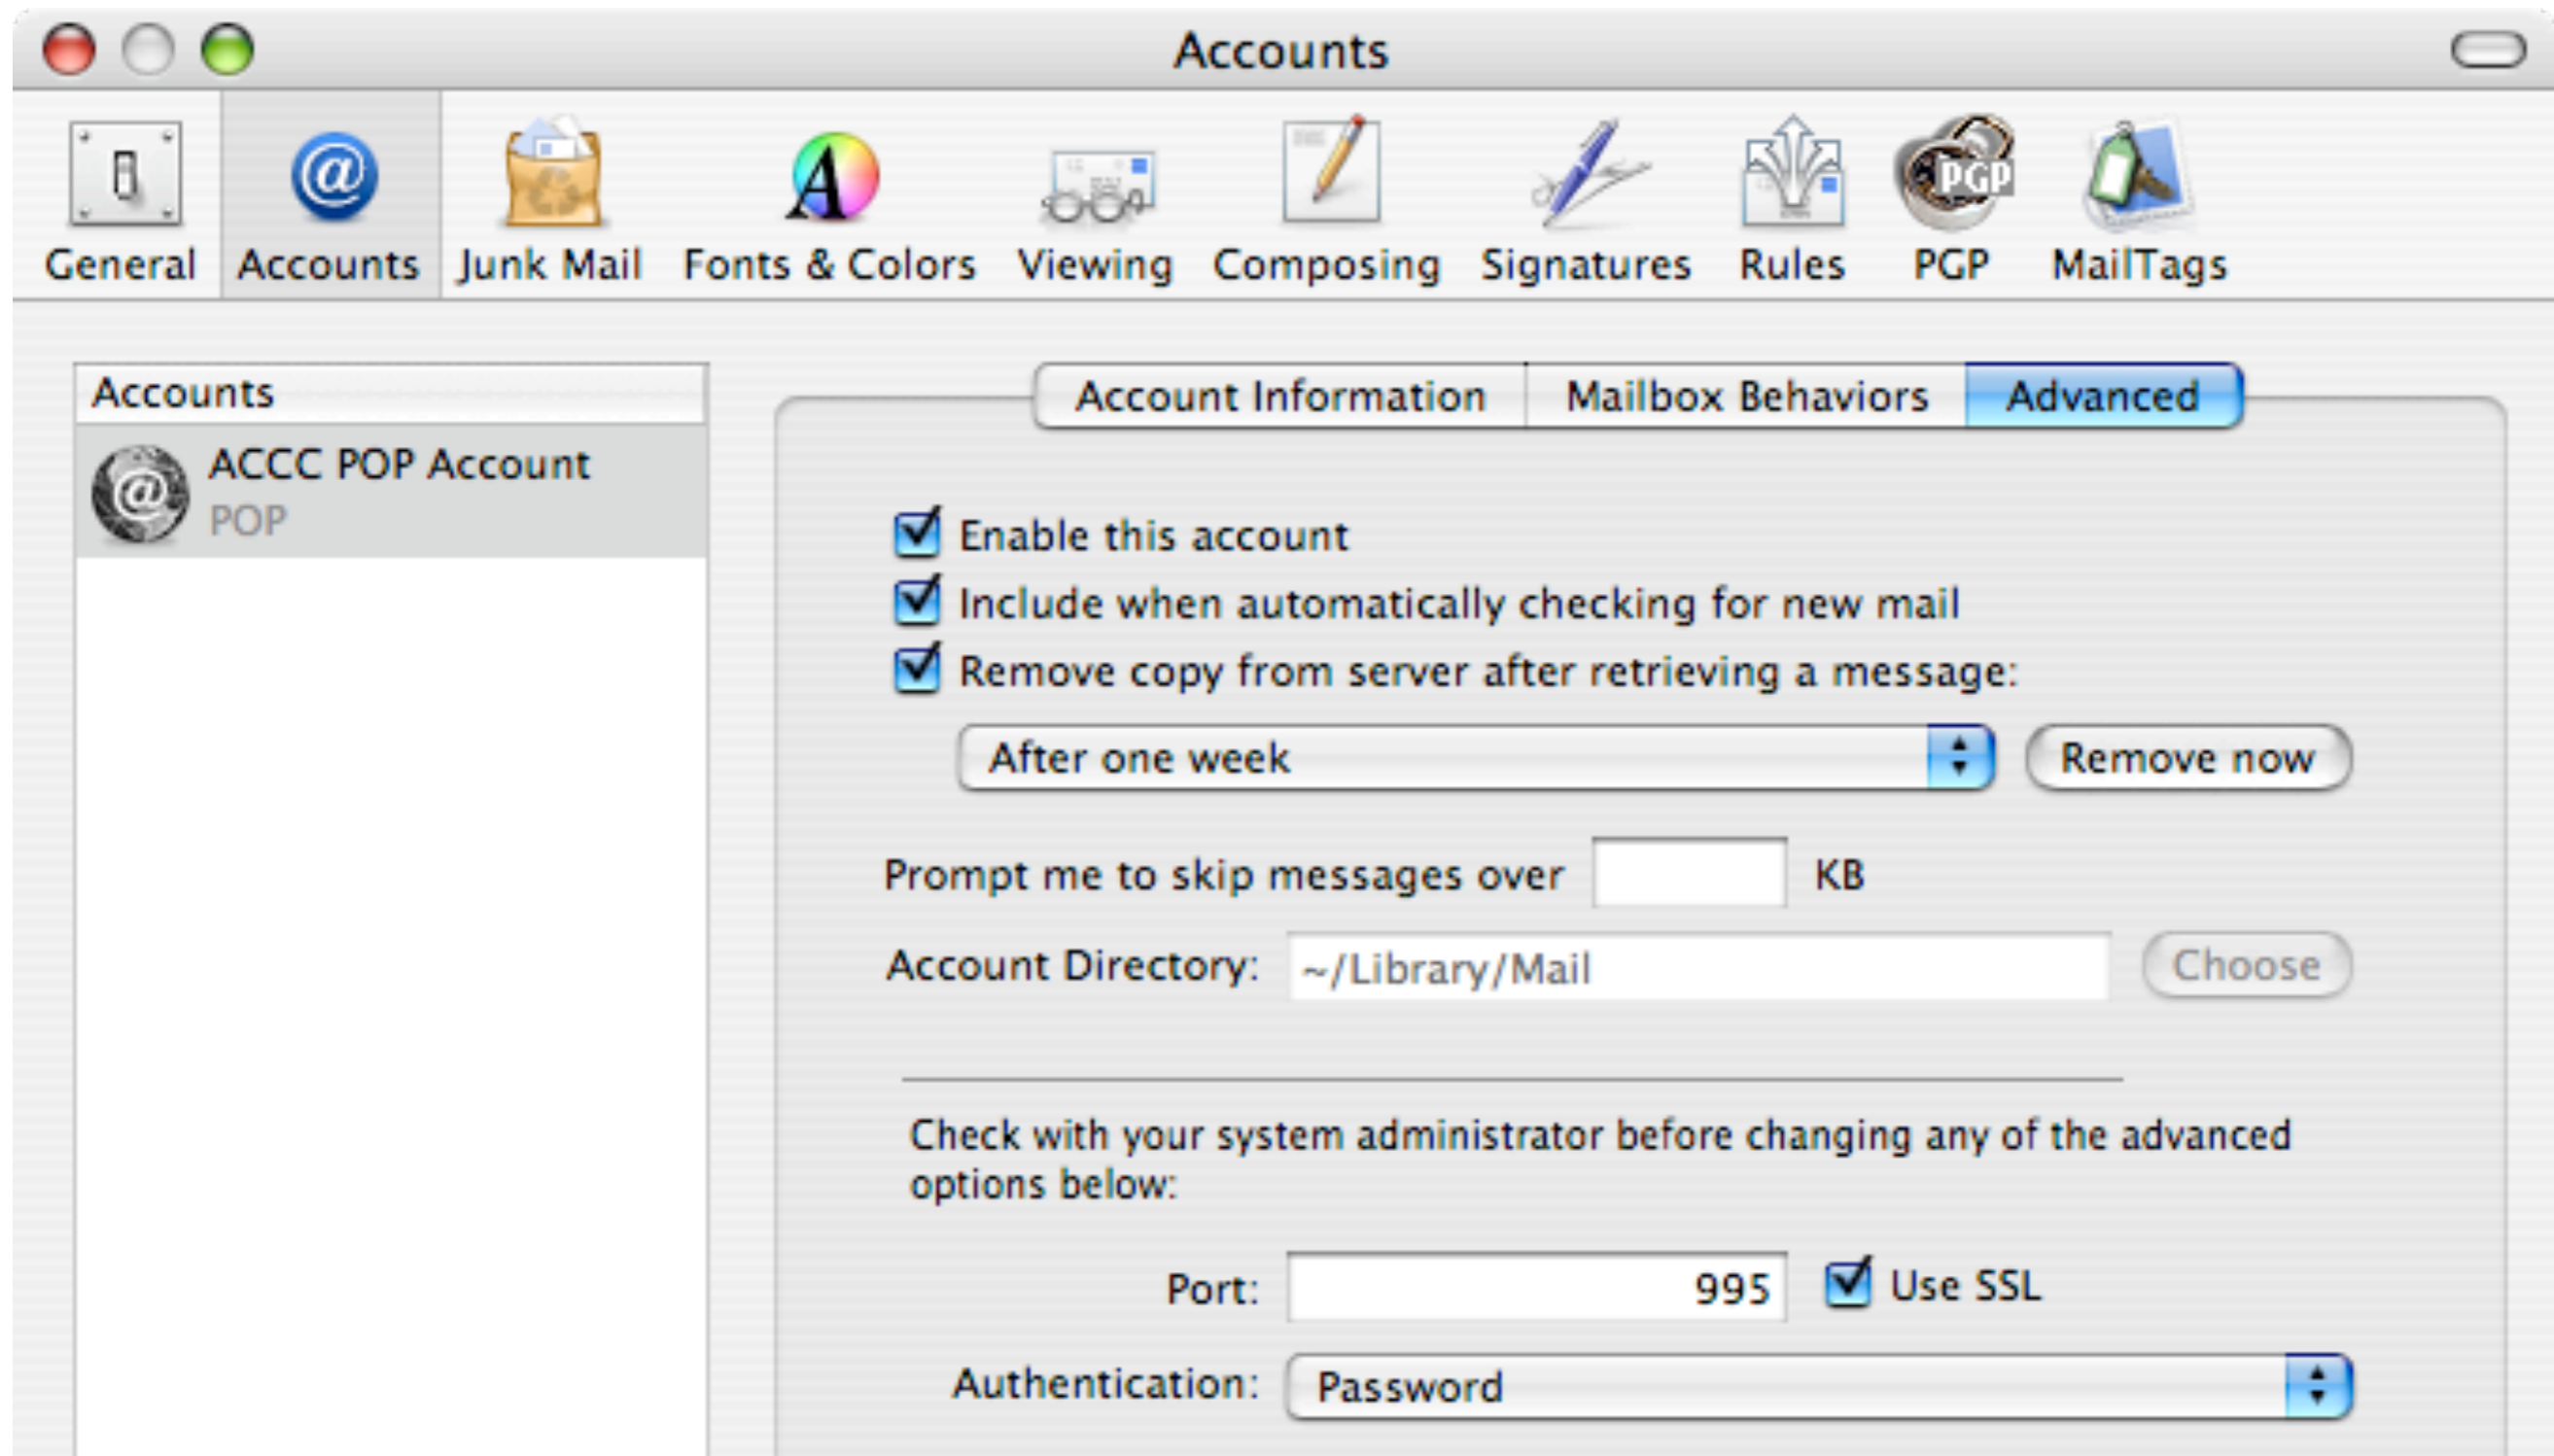 Accounts
General Accounts Junk Mail Fonts & Colors Viewing Composing Signatures Rules PGP PGP MailTags
Accounts
ACCC POP Account
POP
Account Information Mailbox Behaviors Advanced
Enable this account
Include when automatically checking for new mail
Remove copy from server after retrieving a message:
After one week Remove now
Prompt me to skip messages over KB
Account Directory: ~/Library/Mail Choose
Check with your system administrator before changing any of the advanced
options below:
Port: 995 Use SSL
Authentication: Password